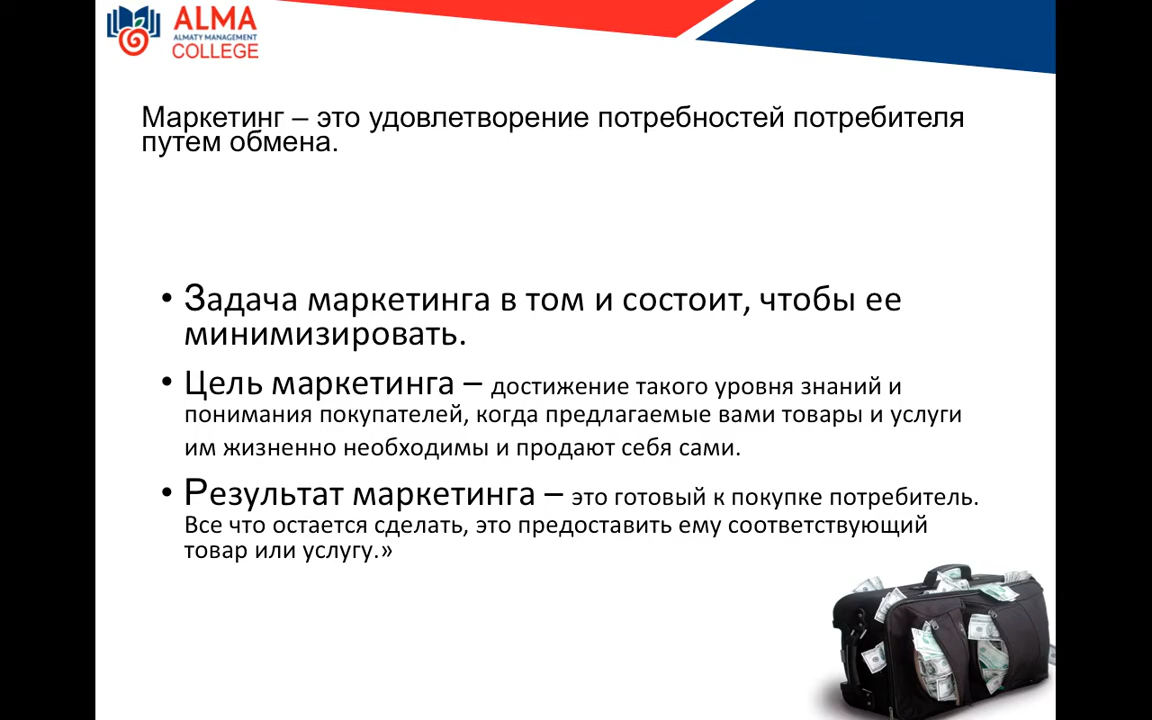 ALMA
ALMATY MANAGEMENT
COLLEGE
Маркетинг – это удовлетворение потребностей потребителя
путем обмена.
• Задача маркетинга в том и состоит, чтобы ее
минимизировать.
• Цель маркетинга – достижение такого уровня знаний и
понимания покупателей, когда предлагаемые вами товары и услуги
им жизненно необходимы и продают себя сами.
• Результат маркетинга – это готовый к покупке потребитель.
Все что остается сделать, это предоставить ему соответствующий
товар или услугу.»